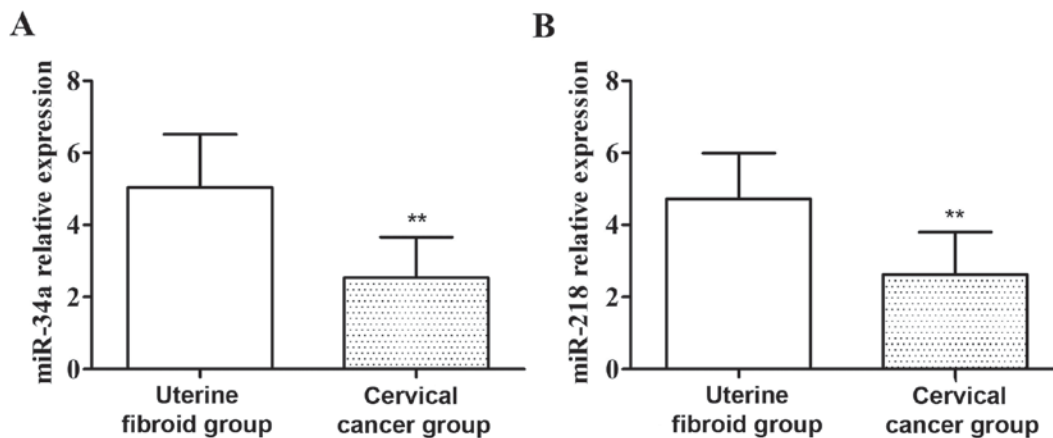 A
miR-34a relative expression
8
6
4
2
0
**
Uterine
fibroid group
Cervical
cancer group
B
miR-218 relative expression
8
6
4
2
0
**
Uterine
fibroid group
Cervical
cancer group